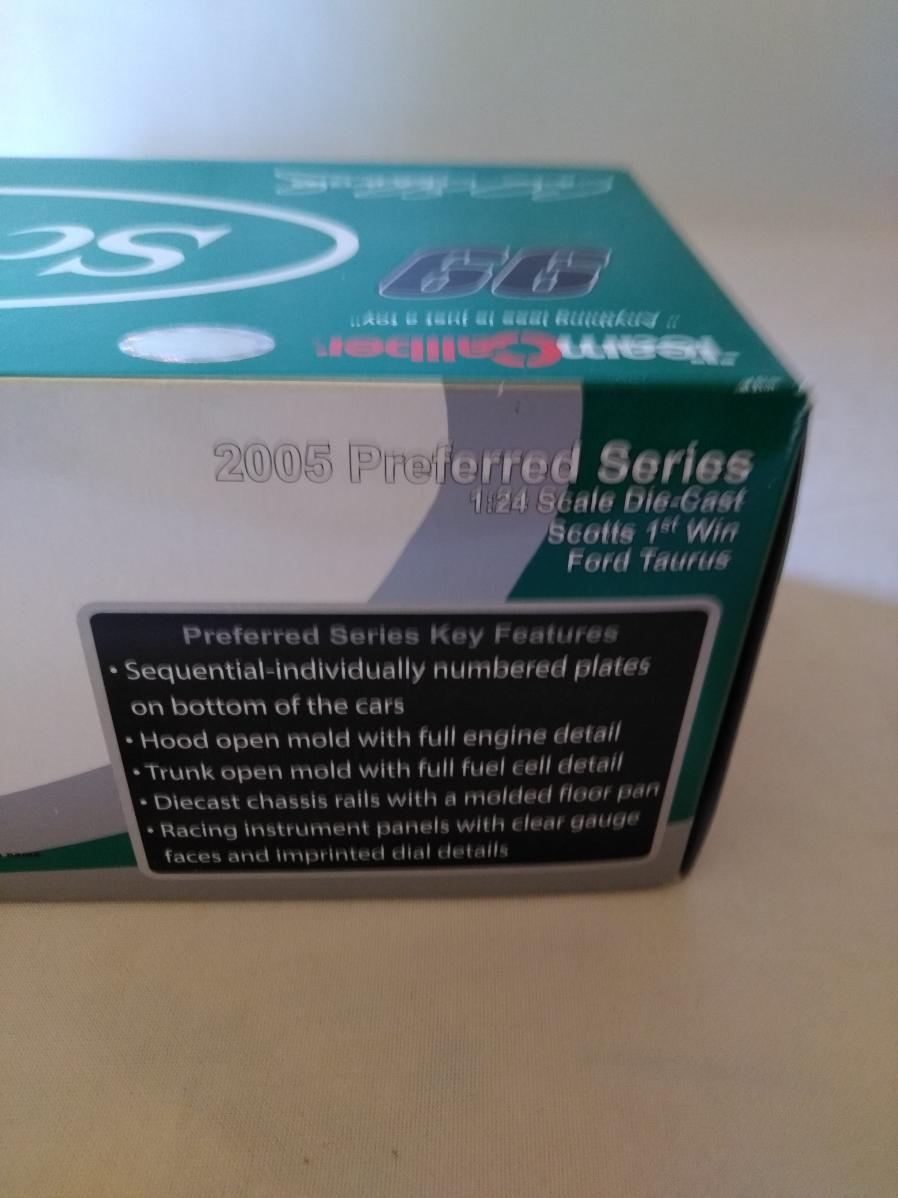 Sc
99
"Anything less is just a toy."
TeamCaliber
2005 Preferred Series
1:24 Scale Die-Cast
Scotts 1st Win
Ford Taurus
Preferred Series Key Features
• Sequential-individually numbered plates
on bottom of the cars
• Hood open mold with full engine detail
• Trunk open mold with full fuel cell detail
• Diecast chassis rails with a molded floor pan
• Racing instrument panels with clear gauge
faces and imprinted dial details